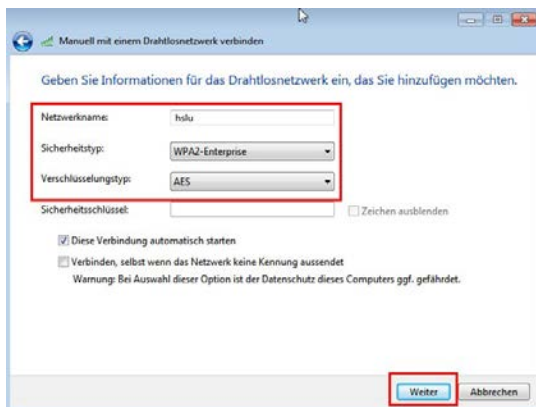 Manuell mit einem Drahtlosnetzwerk verbinden
Geben Sie Informationen für das Drahtlosnetzwerk ein, das Sie hinzufügen möchten.
Netzwerkname: hslu
Sicherheitstyp: WPA2-Enterprise
Verschlüsselungstyp: AES
Sicherheitsschlüssel: Zeichen ausblenden
Diese Verbindung automatisch starten
Verbinden, selbst wenn das Netzwerk keine Kennung aussendet
Warnung: Bei Auswahl dieser Option ist der Datenschutz dieses Computers ggf. gefährdet.
Weiter Abbrechen